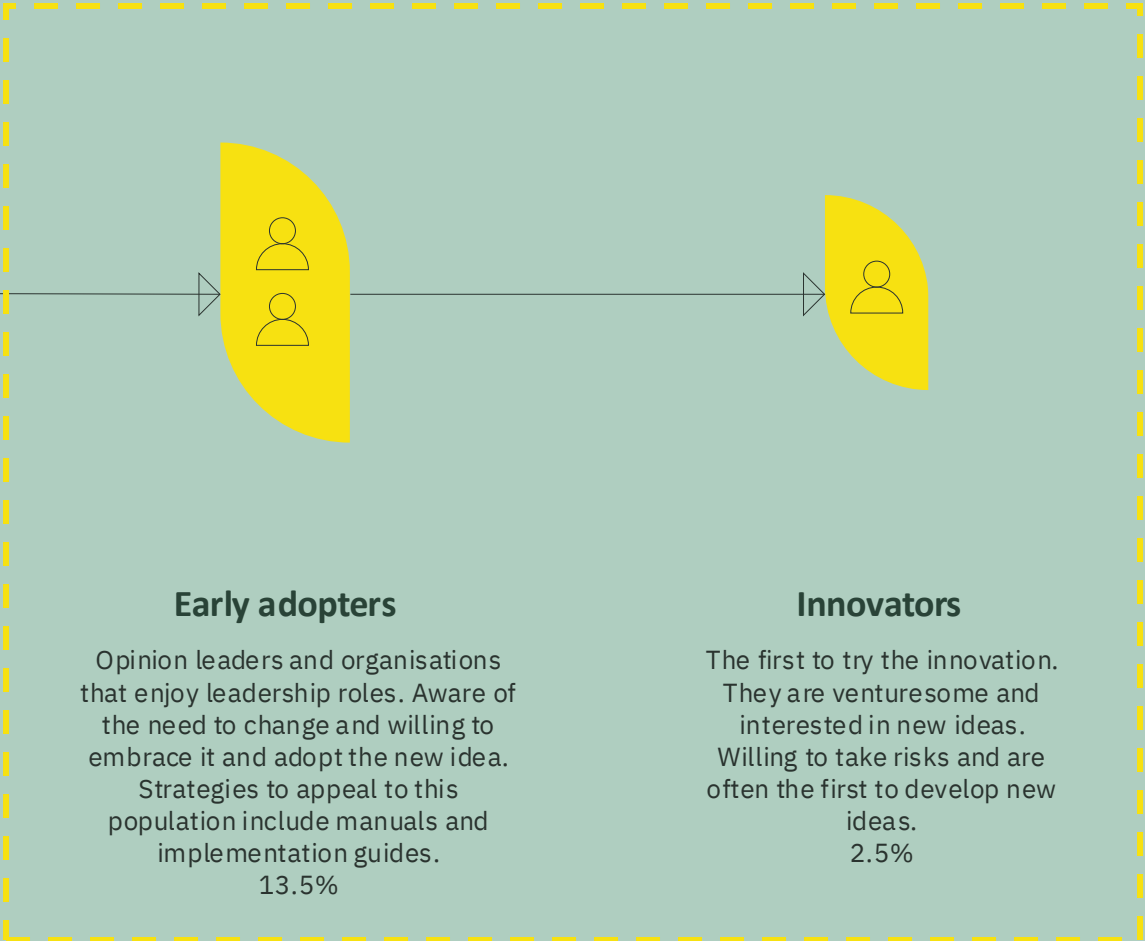 Early adopters
Opinion leaders and organisations
that enjoy leadership roles. Aware of
the need to change and willing to
embrace it and adopt the new idea.
Strategies to appeal to this
population include manuals and
implementation guides.
13.5%
Innovators
The first to try the innovation.
They are venturesome and
interested in new ideas.
Willing to take risks and are
often the first to develop new
ideas.
2.5%